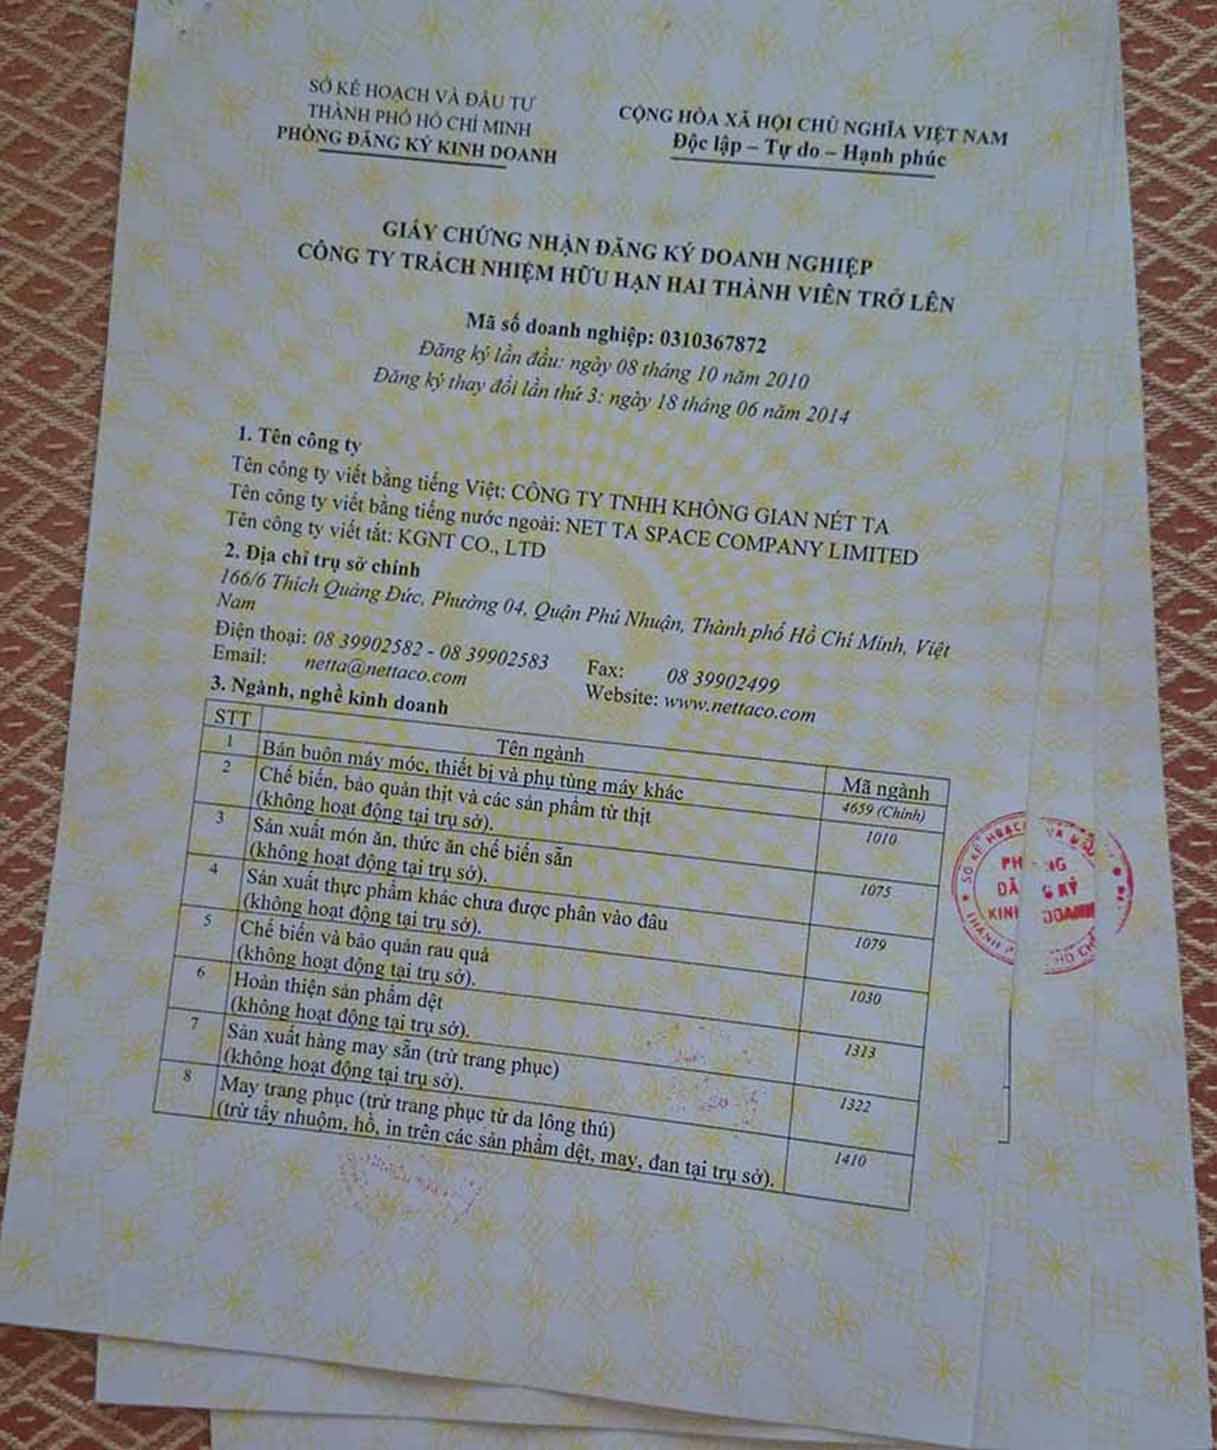 SỞ KẾ HOẠCH VÀ ĐẦU TƯ
THÀNH PHỐ HỒ CHÍ MINH
PHÒNG ĐĂNG KÝ KINH DOANH
CỘNG HÒA XÃ HỘI CHỦ NGHĨA VIỆT NAM
Độc lập – Tự do – Hạnh phúc
GIẤY CHỨNG NHẬN ĐĂNG KÝ DOANH NGHIỆP
CÔNG TY TRÁCH NHIỆM HỮU HẠN HAI THÀNH VIÊN TRỞ LÊN
Mã số doanh nghiệp: 0310367872
Đăng ký lần đầu: ngày 08 tháng 10 năm 2010
Đăng ký thay đổi lần thứ 3: ngày 18 tháng 06 năm 2014
1. Tên công ty
Tên công ty viết bằng tiếng Việt: CÔNG TY TNHH KHÔNG GIAN NÉT TA
Tên công ty viết bằng tiếng nước ngoài: NET TA SPACE COMPANY LIMITED
Tên công ty viết tắt: KGNT CO., LTD
2. Địa chỉ trụ sở chính
166/6 Thích Quảng Đức, Phường 04, Quận Phú Nhuận, Thành phố Hồ Chí Minh, Việt
Nam
Điện thoại: 08 39902582 - 08 39902583 Fax: 08 39902499
Email: netta@nettaco.com Website: www.nettaco.com
3. Ngành, nghề kinh doanh
STT Tên ngành Mã ngành
1 Bán buôn máy móc, thiết bị và phụ tùng máy khác 4659 (Chính)
2 Chế biến, bảo quản thịt và các sản phẩm từ thịt 1010
(không hoạt động tại trụ sở).
3 Sản xuất món ăn, thức ăn chế biến sẵn 1075
(không hoạt động tại trụ sở).
4 Sản xuất thực phẩm khác chưa được phân vào đâu 1079
(không hoạt động tại trụ sở).
5 Chế biến và bảo quản rau quả 1030
(không hoạt động tại trụ sở).
6 Hoàn thiện sản phẩm dệt 1313
(không hoạt động tại trụ sở).
7 Sản xuất hàng may sẵn (trừ trang phục) 1322
(không hoạt động tại trụ sở).
8 May trang phục (trừ trang phục từ da lông thú) 1410
(trừ tẩy nhuộm, hồ, in trên các sản phẩm dệt, may, đan tại trụ sở).